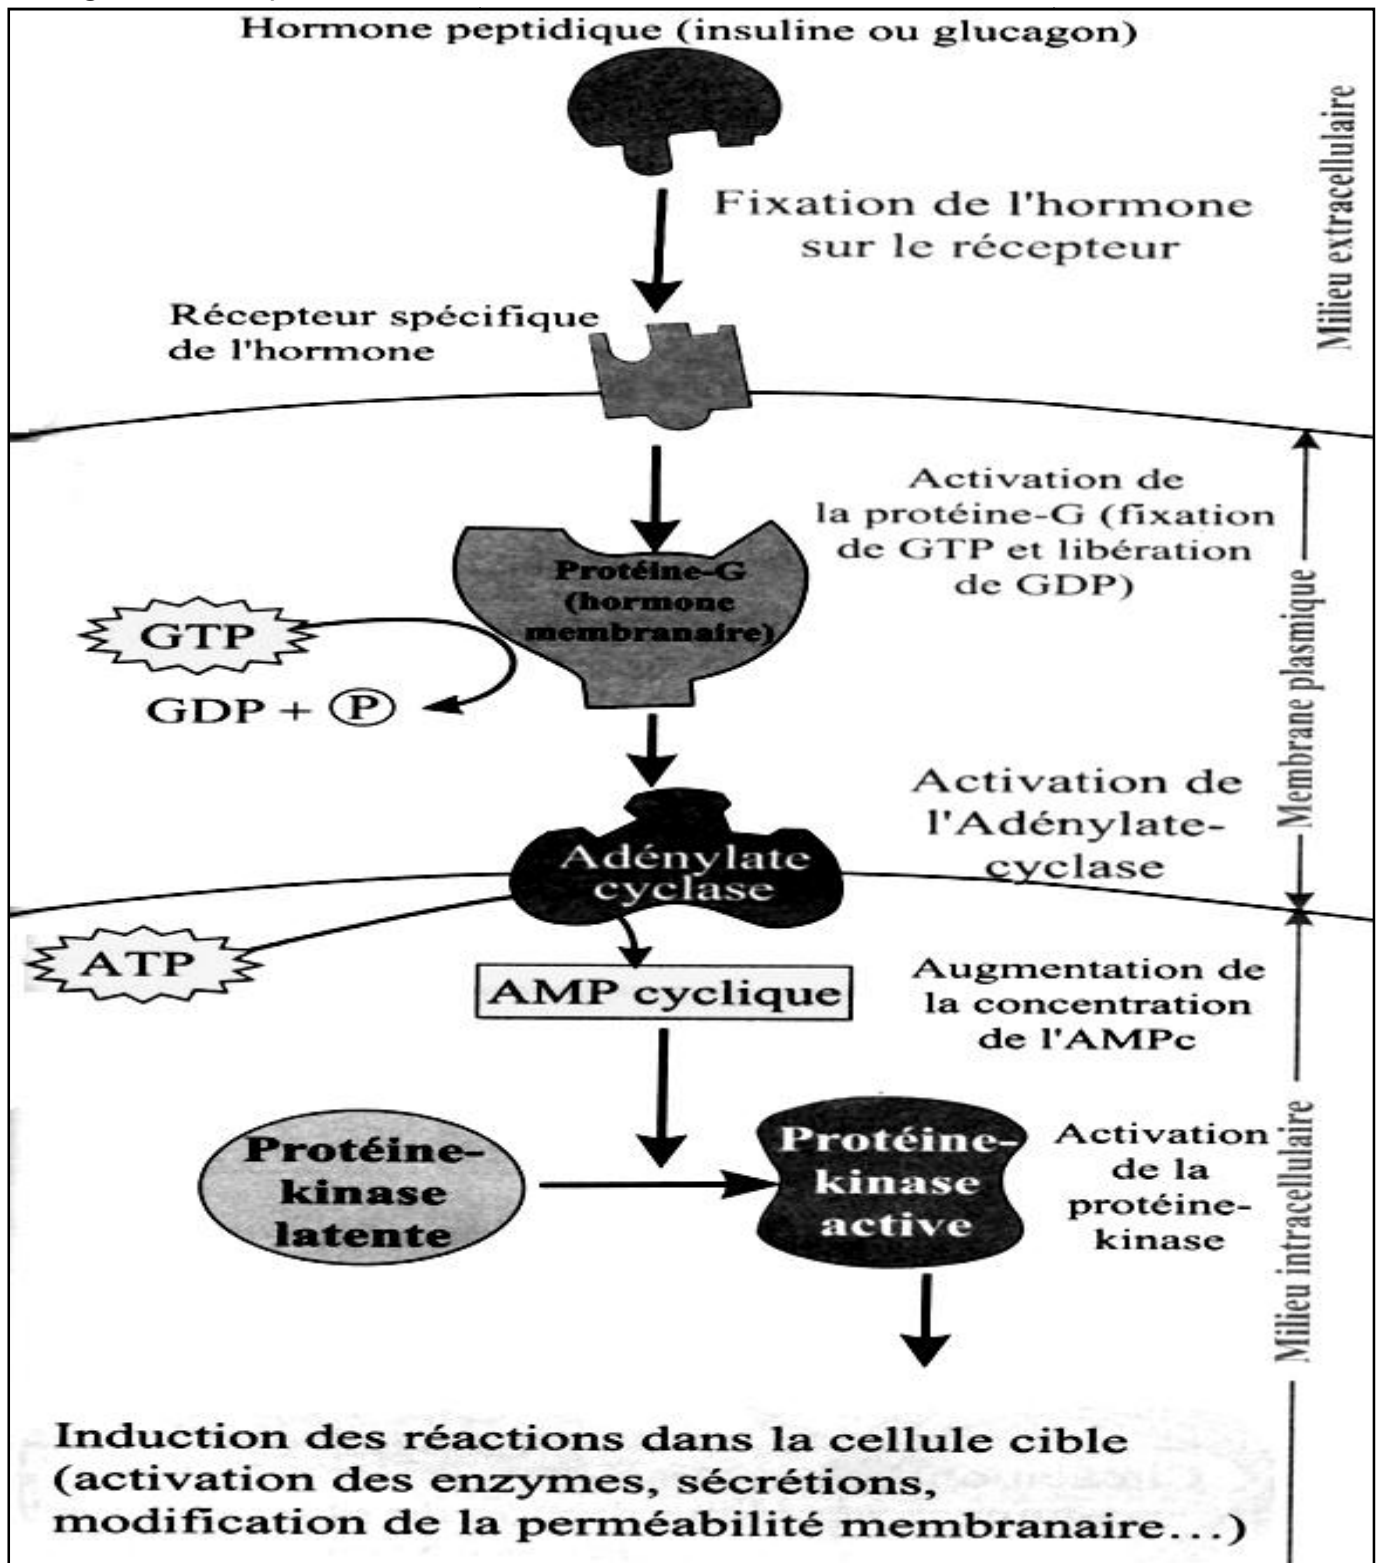 Hormone peptidique (insuline ou glucagon)
Milieu extracellulaire
Fixation de l'hormone
sur le récepteur
Récepteur spécifique
de l'hormone
Activation de
la protéine-G (fixation
de GTP et libération
de GDP)
Protéine-G
(hormone
membranaire)
GTP
GDP + P
Membrane plasmique
Activation de
l'Adénylate-
cyclase
Adénylate
cyclase
ATP
AMP cyclique
Augmentation de
la concentration
de l'AMPc
Protéine-
kinase
latente
Protéine-
kinase
active
Activation
de la
protéine-
kinase
Milieu intracellulaire
Induction des réactions dans la cellule cible
(activation des enzymes, sécrétions,
modification de la perméabilité membranaire...)